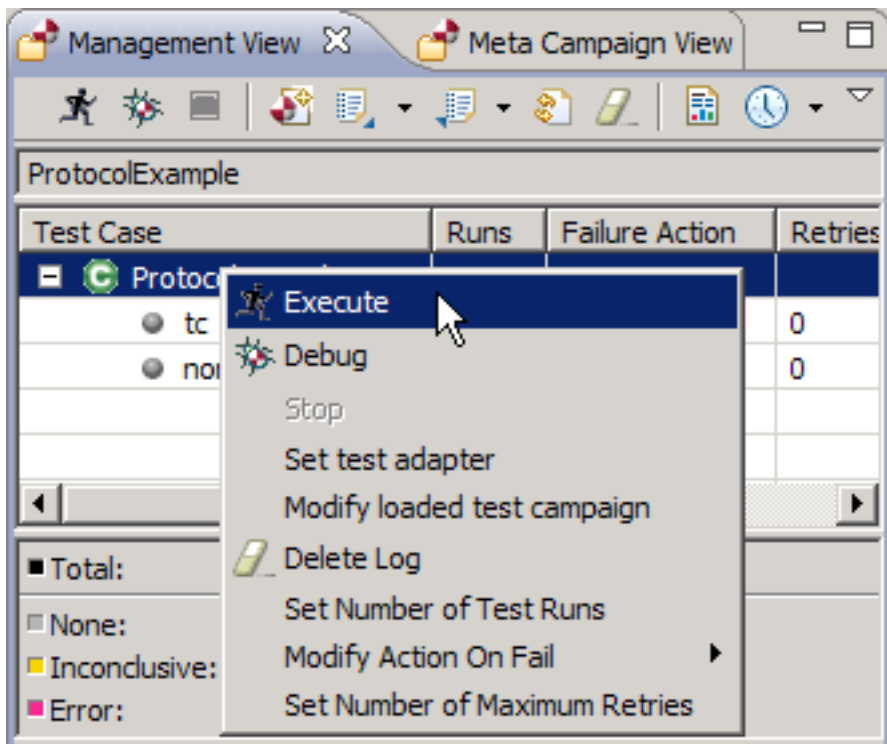 Management View Meta Campaign View
ProtocolExample
Test Case Runs Failure Action Retries
C
Execute
tc 0
Debug
0
Stop
Set test adapter
Modify loaded test campaign
Total:
Delete Log
None:
Set Number of Test Runs
Inconclusive:
Modify Action On Fail
Error:
Set Number of Maximum Retries